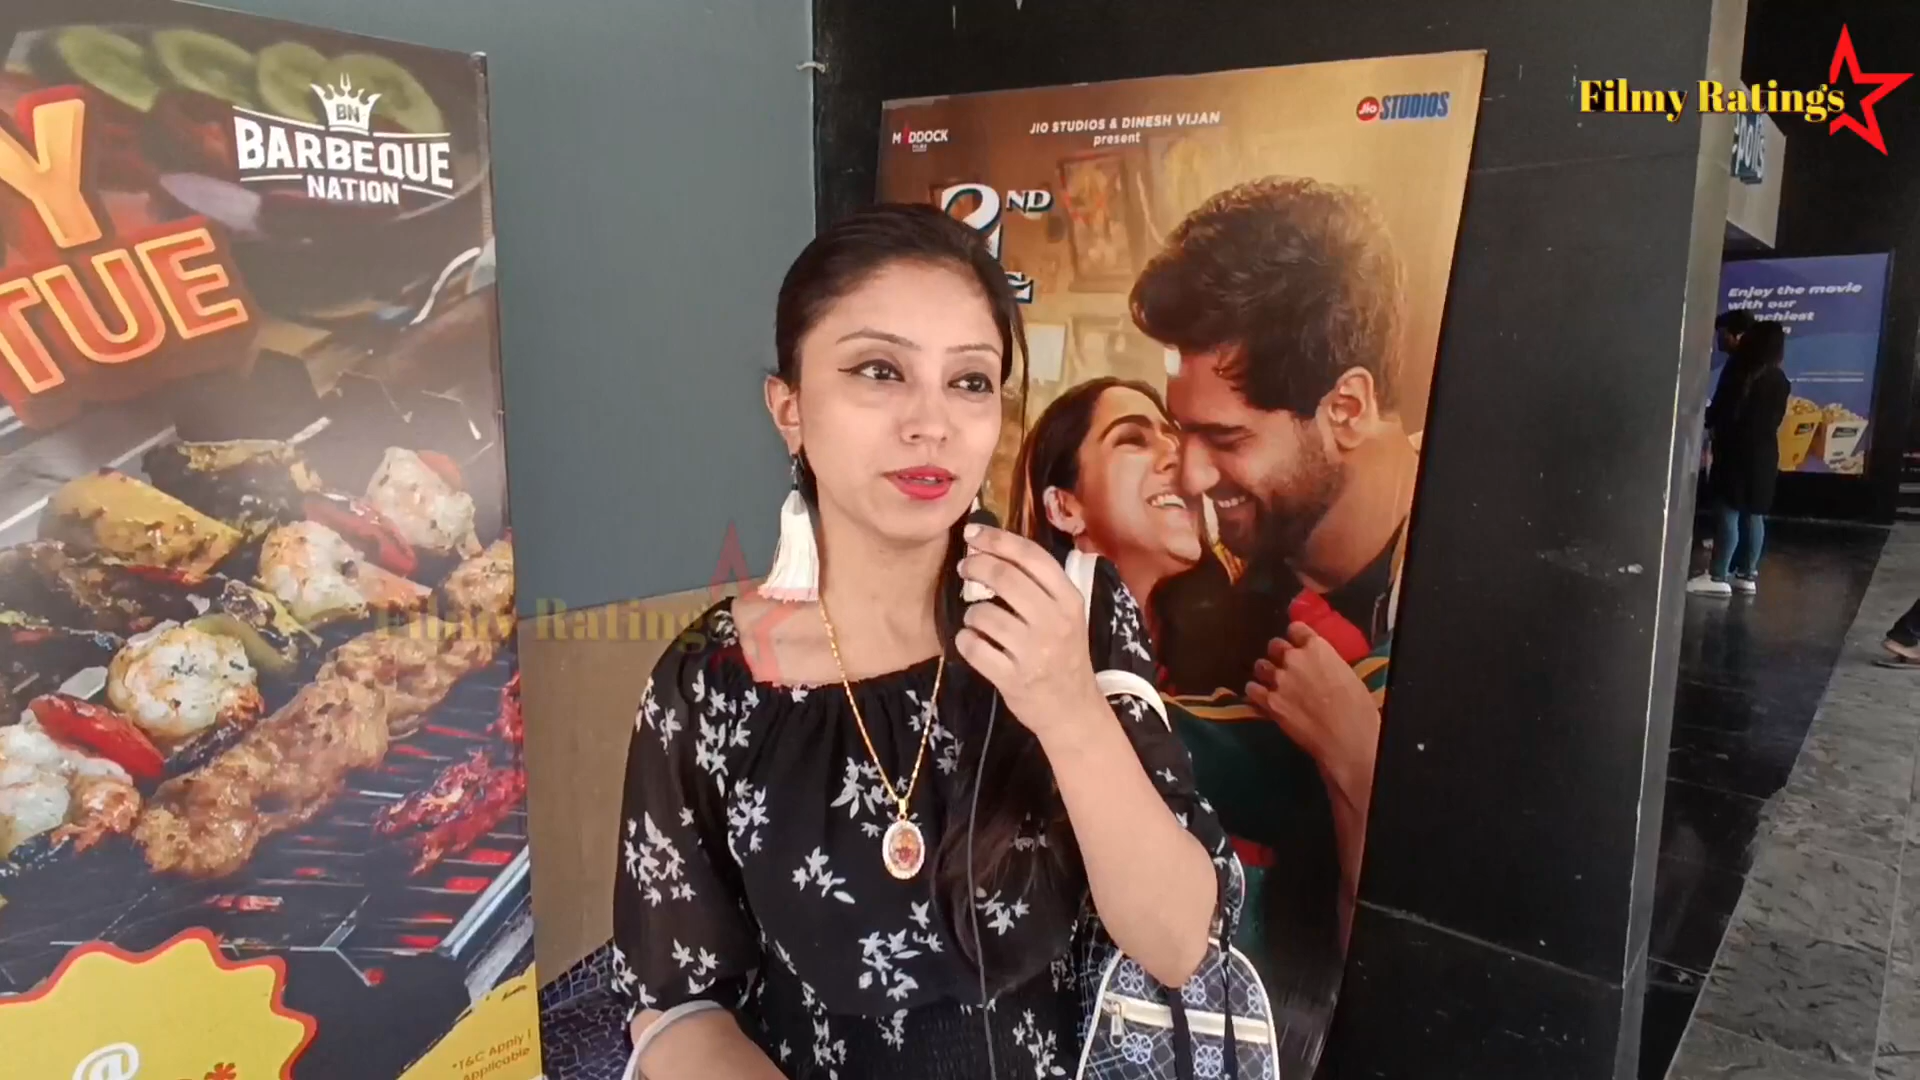 Y
TUE
BN
BARBEQUE
NATION
@
*T&C Apply
Applicable
MADDOCK
JIO STUDIOS & DINESH VIJAN
present
Jio STUDIOS
2 ND
Filmy Ratings
Filmy Ratings
Enjoy the movie
with our